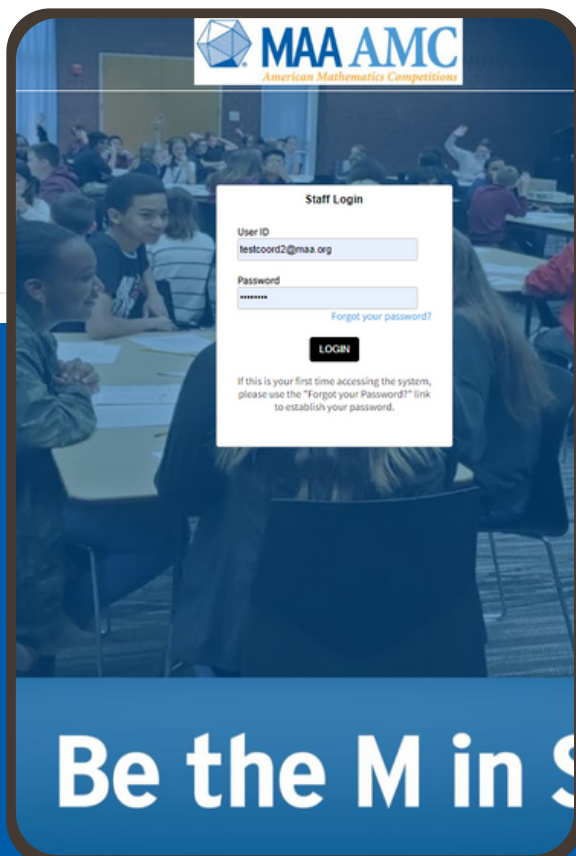 MAA AMC
American Mathematics Competitions
Staff Login
User ID
testcoord2@maa.org
Password
••••••••
Forgot your password?
LOGIN
If this is your first time accessing the system,
please use the "Forgot your Password?" link
to establish your password.
Be the M in S